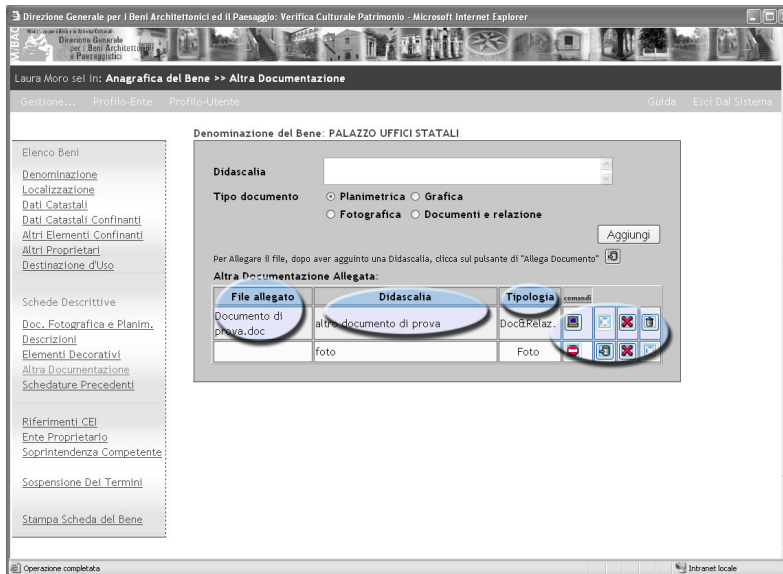 Direzione Generale per i Beni Architettonici ed il Paesaggio: Verifica Culturale Patrimonio - Microsoft Internet Explorer
MiBAC
Direzione Generale
per i Beni Architettonici
e Paesaggistici
Laura Moro sei In: Anagrafica del Bene >> Altra Documentazione
Gestione... Profilo-Ente Profilo-Utente Guida Esci Dal Sistema
Denominazione del Bene: PALAZZO UFFICI STATALI
Elenco Beni
Denominazione
Localizzazione
Dati Catastali
Dati Catastali Confinanti
Altri Elementi Confinanti
Altri Proprietari
Destinazione d'Uso
Schede Descrittive
Doc. Fotografica e Planim.
Descrizioni
Elementi Decorativi
Altra Documentazione
Schedature Precedenti
Riferimenti CEI
Ente Proprietario
Soprintendenza Competente
Sospensione Dei Termini
Stampa Scheda del Bene
Didascalia
Tipo documento Planimetrica Grafica
Fotografica Documenti e relazione
Aggiungi
Per Allegare il file, dopo aver aggiunto una Didascalia, clicca sul pulsante di "Allega Documento"
Altra Documentazione Allegata:
File allegato Didascalia Tipologia comandi
Documento di
prova.doc altro documento di prova Doc&Relaz.
foto Foto
Operazione completata Intranet locale